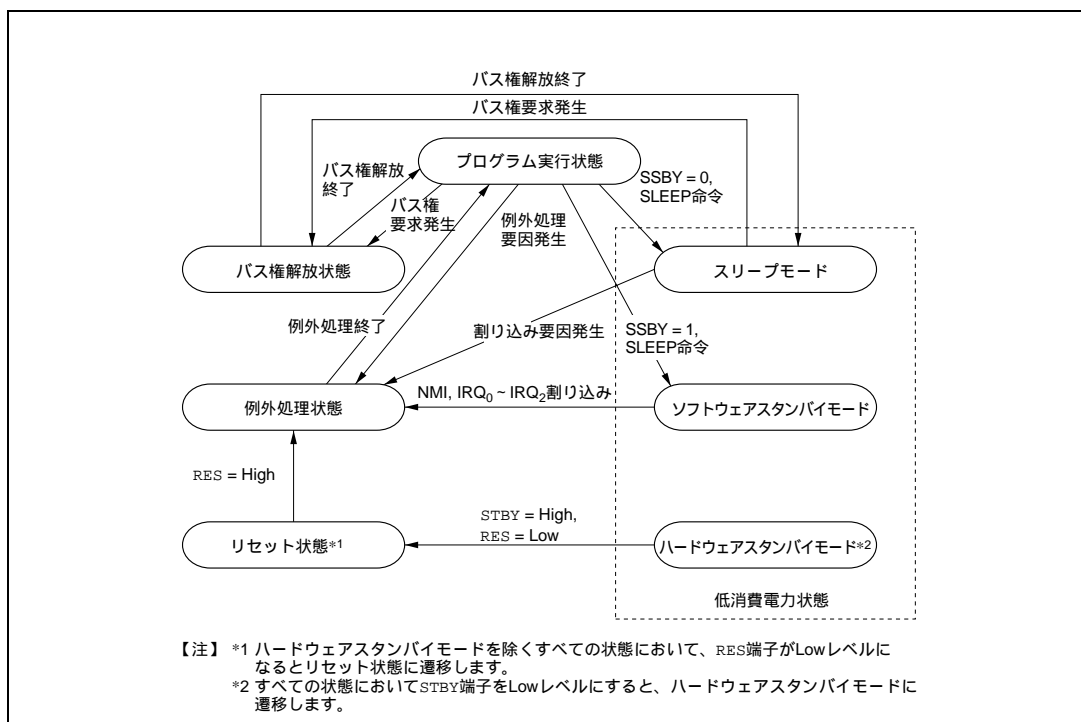 バス権解放終了
バス権要求発生
プログラム実行状態
バス権解放
終了
バス権
要求発生
例外処理
要因発生
SSBY = 0,
SLEEP命令
バス権解放状態
スリープモード
例外処理終了
割り込み要因発生
SSBY = 1,
SLEEP命令
例外処理状態
NMI, IRQ0 ~ IRQ2割り込み
ソフトウェアスタンバイモード
RES = High
STBY = High,
RES = Low
リセット状態*1
ハードウェアスタンバイモード*2
低消費電力状態
【注】 *1 ハードウェアスタンバイモードを除くすべての状態において、RES端子がLowレベルに
なるとリセット状態に遷移します。
*2 すべての状態においてSTBY端子をLowレベルにすると、ハードウェアスタンバイモードに
遷移します。